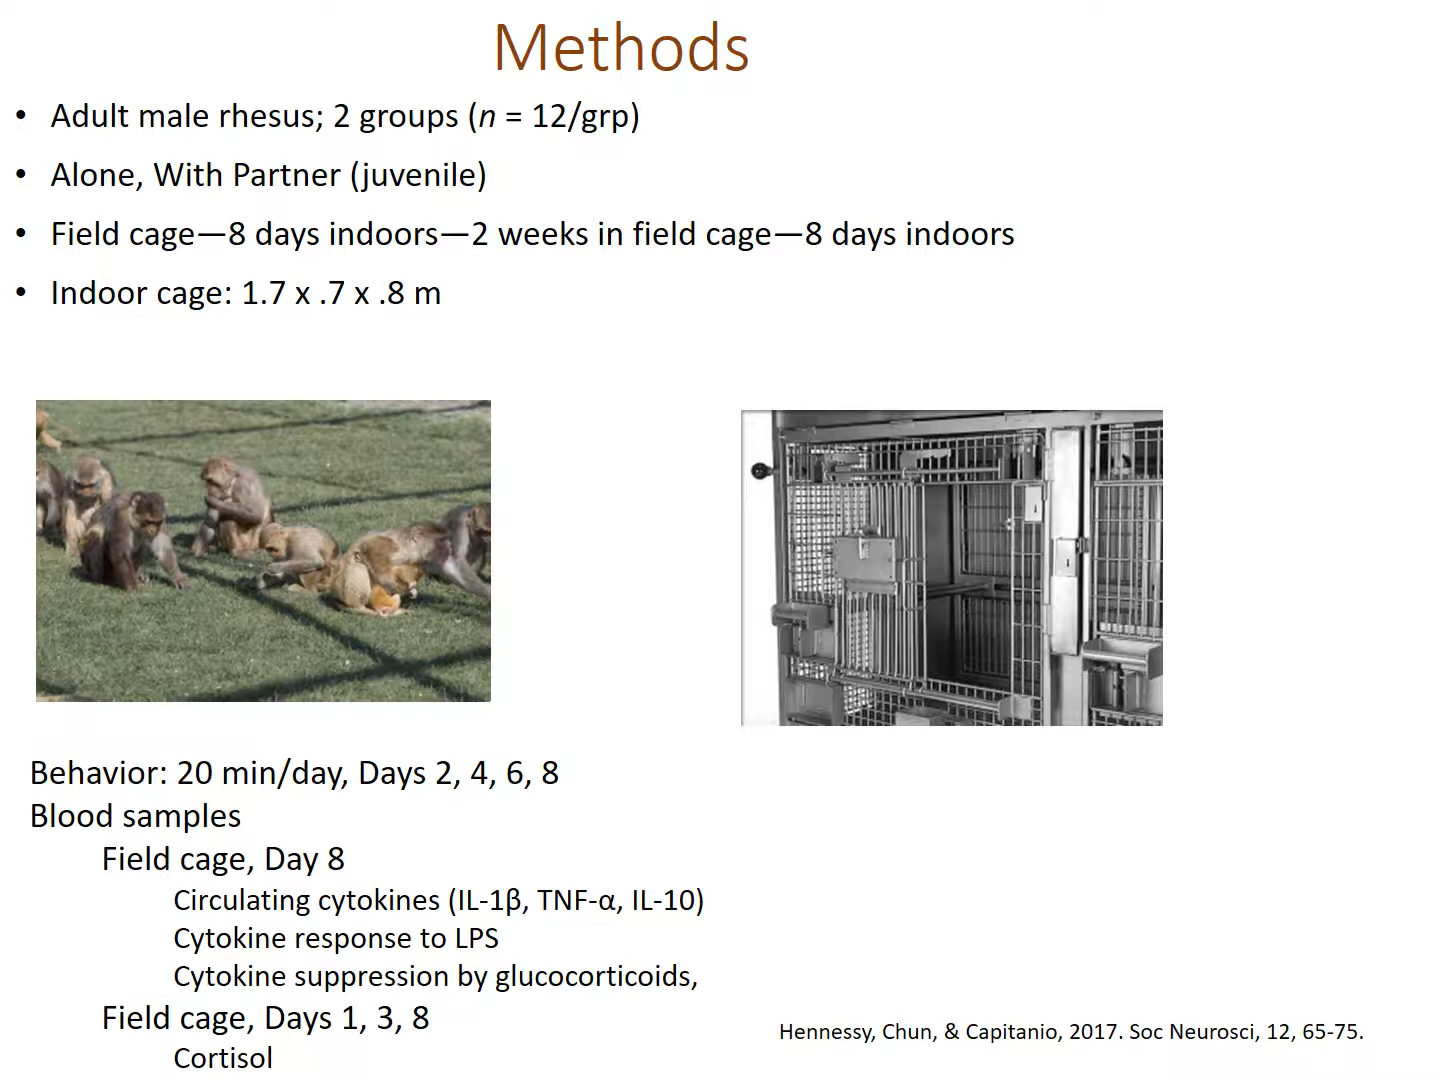 Methods
• Adult male rhesus; 2 groups (n = 12/grp)
• Alone, With Partner (juvenile)
• Field cage—8 days indoors—2 weeks in field cage—8 days indoors
• Indoor cage: 1.7 x .7 x .8 m
Behavior: 20 min/day, Days 2, 4, 6, 8
Blood samples
Field cage, Day 8
Circulating cytokines (IL-1β, TNF-α, IL-10)
Cytokine response to LPS
Cytokine suppression by glucocorticoids,
Field cage, Days 1, 3, 8
Cortisol
Hennessy, Chun, & Capitanio, 2017. Soc Neurosci, 12, 65-75.